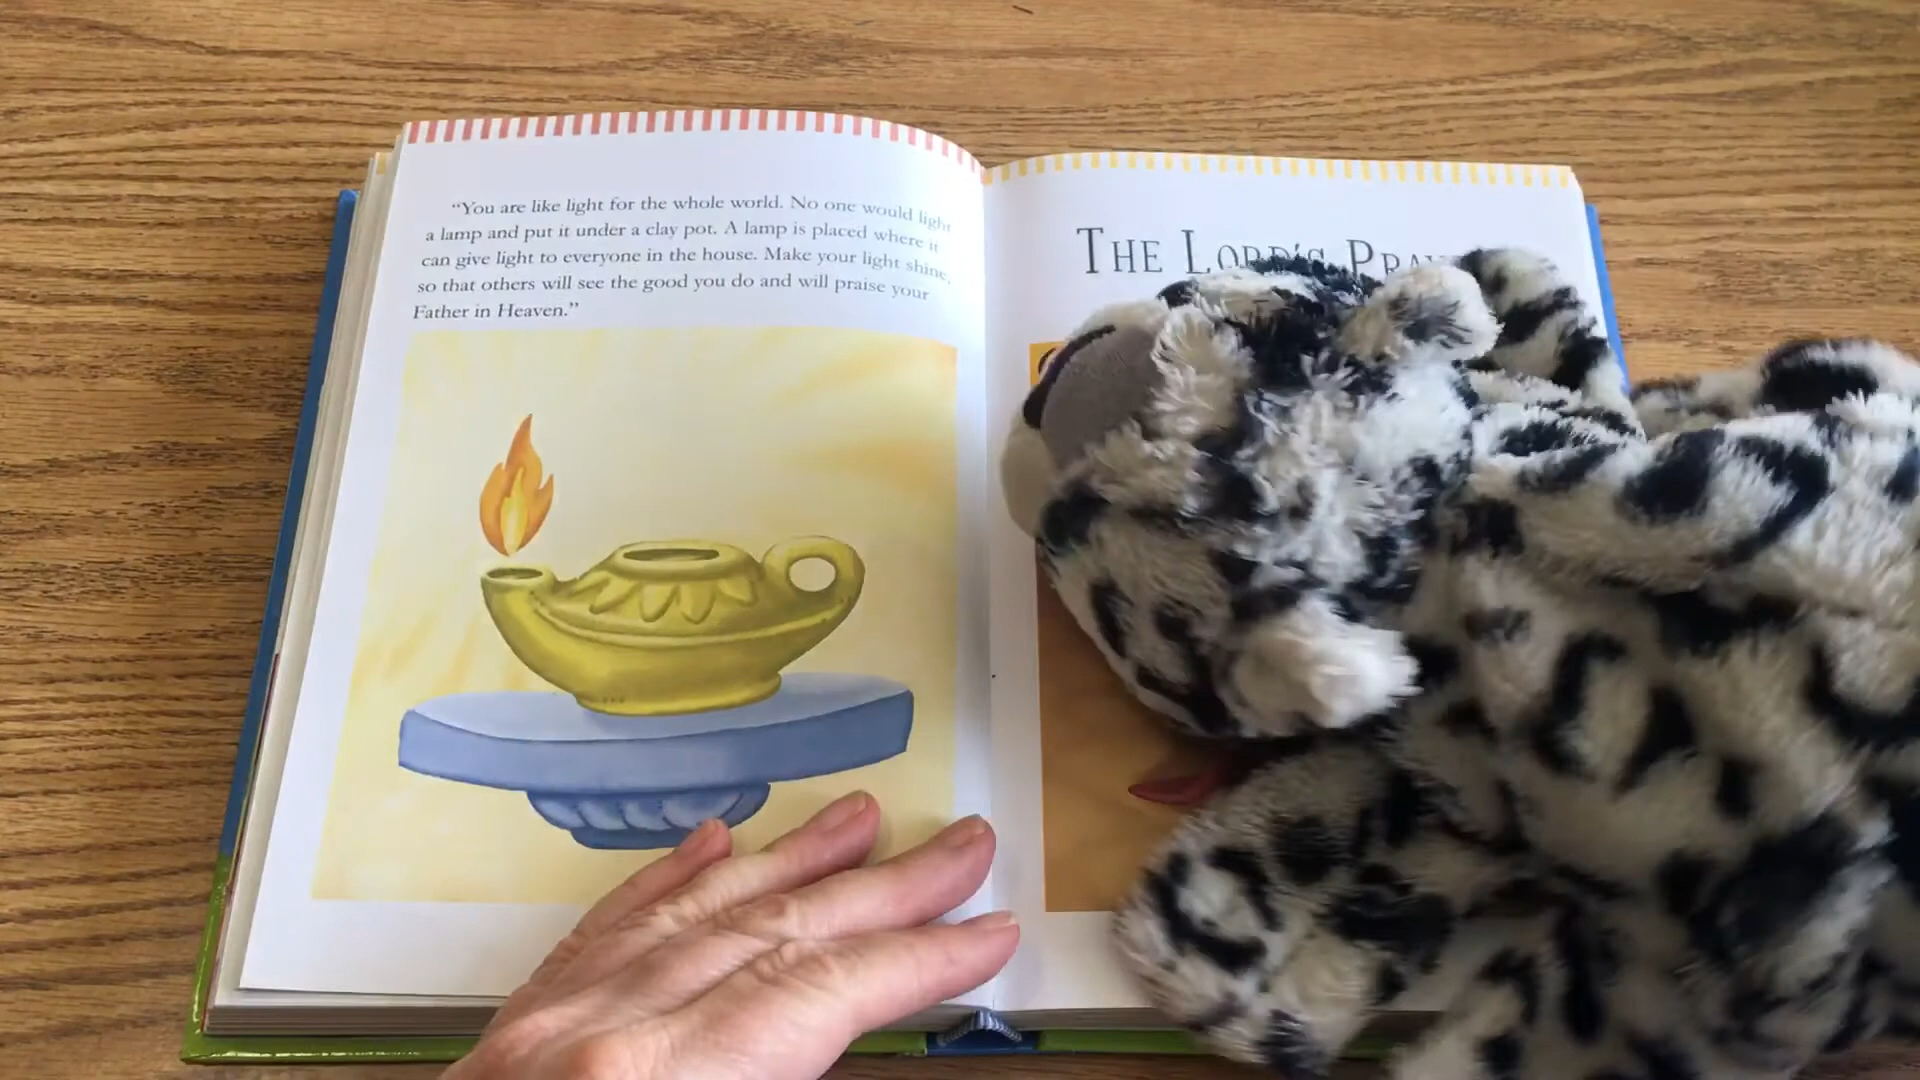 “You are like light for the whole world. No one would light
a lamp and put it under a clay pot. A lamp is placed where it
can give light to everyone in the house. Make your light shine,
so that others will see the good you do and will praise your
Father in Heaven.”
THE LORD'S